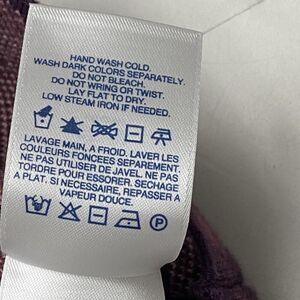 HAND WASH COLD.
WASH DARK COLORS SEPARATELY.
DO NOT BLEACH.
DO NOT WRING OR TWIST.
LAY FLAT TO DRY.
LOW STEAM IRON IF NEEDED.
LAVAGE MAIN, A FROID. LAVER LES
COULEURS FONCEES SEPAREMENT.
NE PAS UTILISER DE JAVEL. NE PAS
TORDRE POUR ESSORER. SECHAGE
A PLAT. SI NECESSAIRE, REPASSER A
VAPEUR DOUCE.